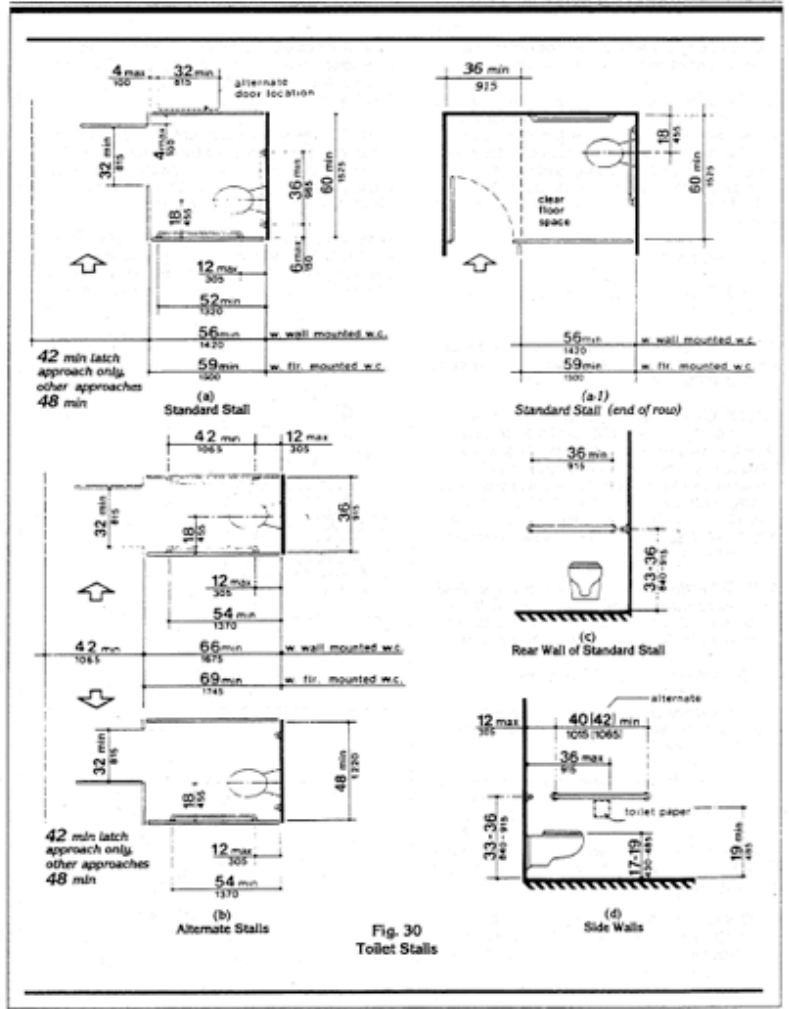 4 max
100
32 min
815
alternate
door location
32 min
815
4 max
100
36 min
965
60 min
1525
18
455
6 max
150
12 max
305
52 min
1320
56 min
1420
w. wall mounted w.c.
59 min
1500
w. flr. mounted w.c.
42 min latch
approach only,
other approaches
48 min
(a)
Standard Stall
36 min
915
18
455
60 min
1525
clear
floor
space
56 min
1420
w. wall mounted w.c.
59 min
1500
w. flr. mounted w.c.
(a-1)
Standard Stall (end of row)
42 min
1065
12 max
305
32 min
815
18
455
36
915
12 max
305
54 min
1370
42 min
1065
66 min
1675
w. wall mounted w.c.
69 min
1745
w. flr. mounted w.c.
32 min
815
18
455
48 min
1220
42 min latch
approach only,
other approaches
48 min
12 max
305
54 min
1370
(b)
Alternate Stalls
36 min
915
33-36
840-915
(c)
Rear Wall of Standard Stall
alternate
12 max
305
40 [42] min
1015 [1065]
36 max
toilet paper
33-36
840-915
17-19
430-485
19 min
485
(d)
Side Walls
Fig. 30
Toilet Stalls